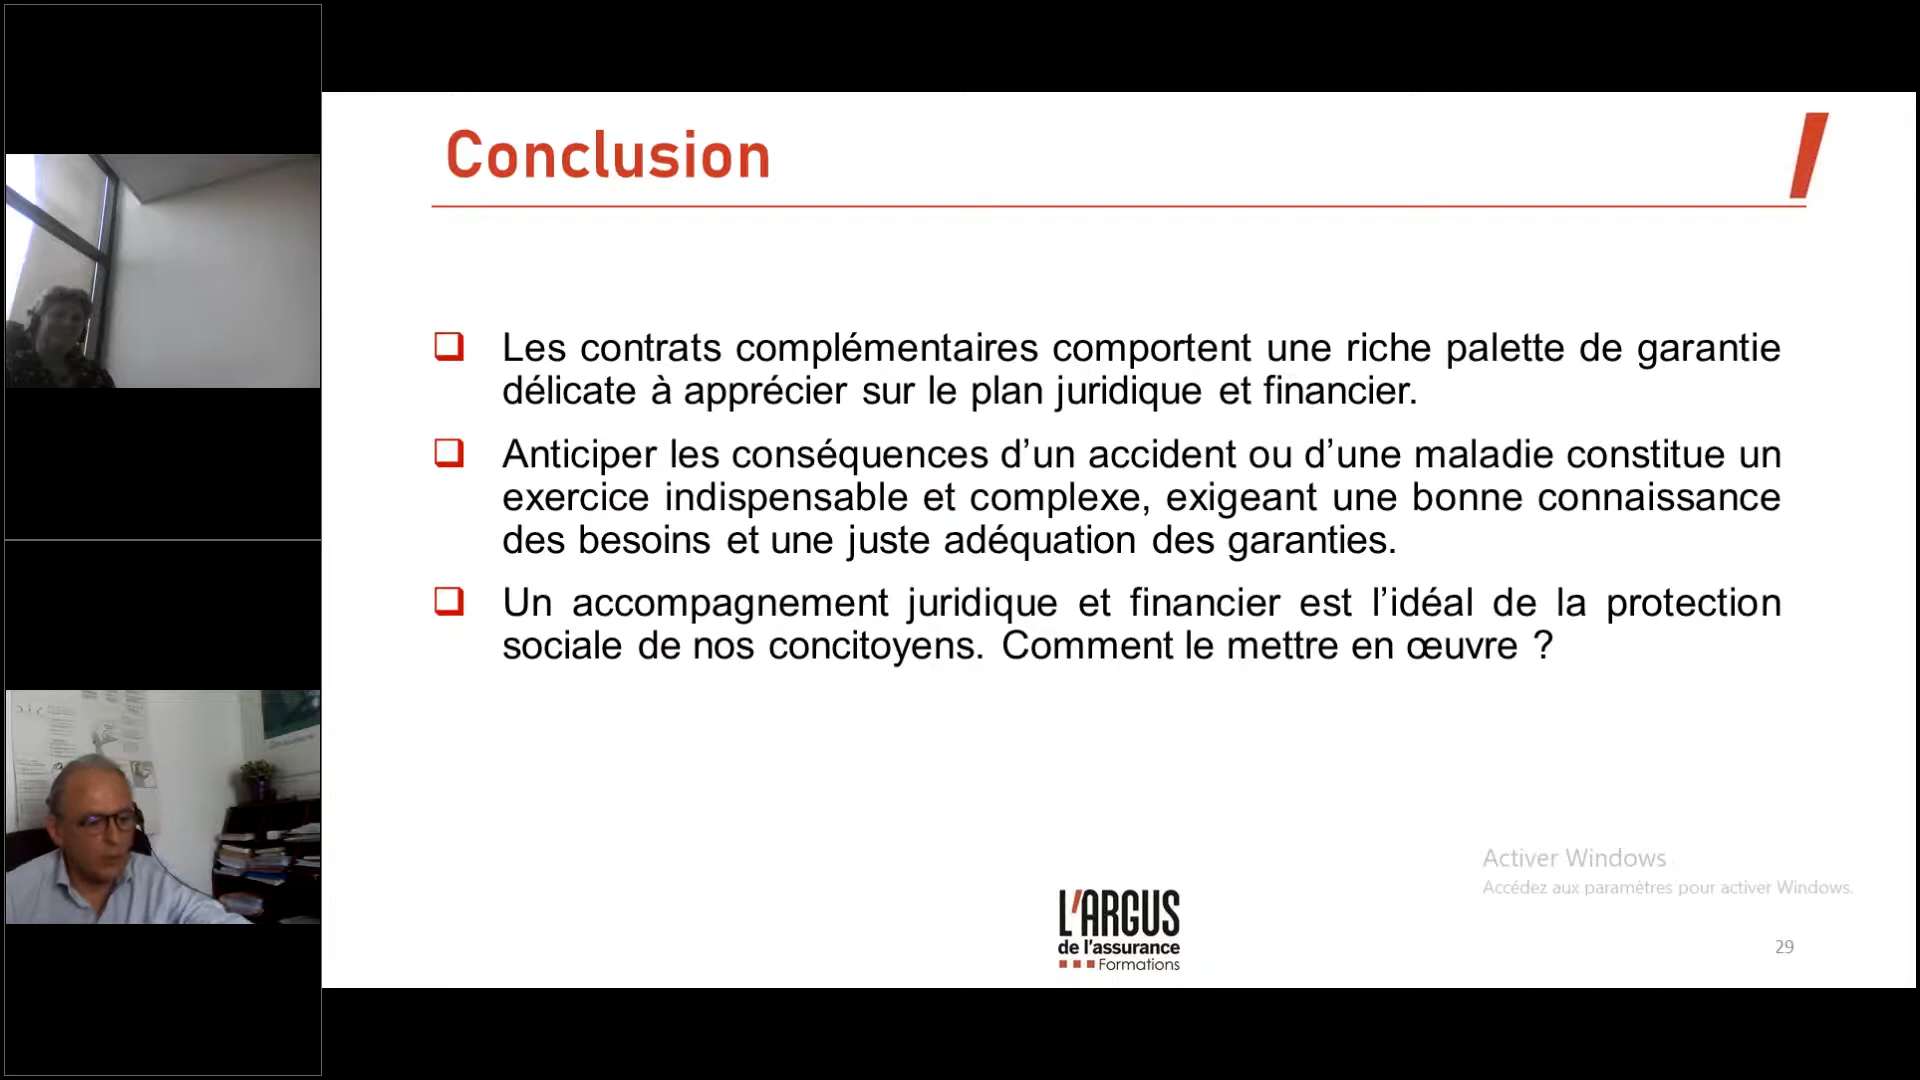 Conclusion
Les contrats complémentaires comportent une riche palette de garantie
délicate à apprécier sur le plan juridique et financier.
Anticiper les conséquences d’un accident ou d’une maladie constitue un
exercice indispensable et complexe, exigeant une bonne connaissance
des besoins et une juste adéquation des garanties.
Un accompagnement juridique et financier est l’idéal de la protection
sociale de nos concitoyens. Comment le mettre en œuvre ?
Activer Windows
Accédez aux paramètres pour activer Windows.
L'ARGUS
de l'assurance
Formations
29